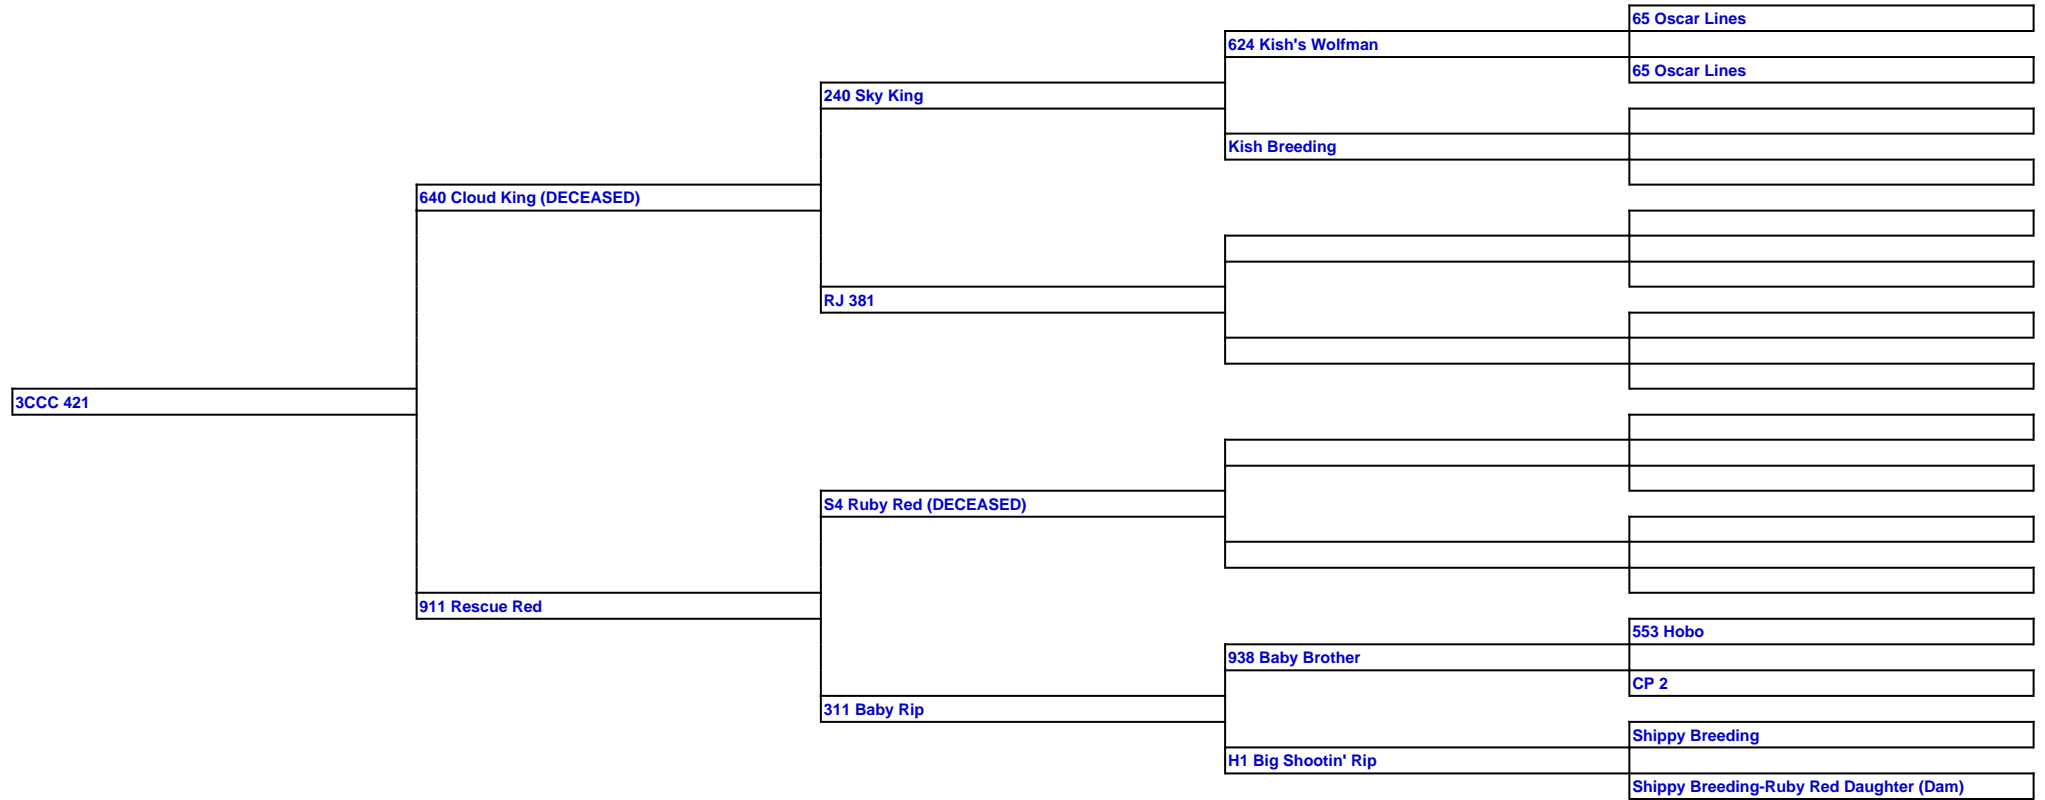 65 Oscar Lines
624 Kish's Wolfman
65 Oscar Lines
240 Sky King
Kish Breeding
640 Cloud King (DECEASED)
RJ 381
3CCC 421
S4 Ruby Red (DECEASED)
911 Rescue Red
553 Hobo
938 Baby Brother
CP 2
311 Baby Rip
Shippy Breeding
H1 Big Shootin' Rip
Shippy Breeding-Ruby Red Daughter (Dam)